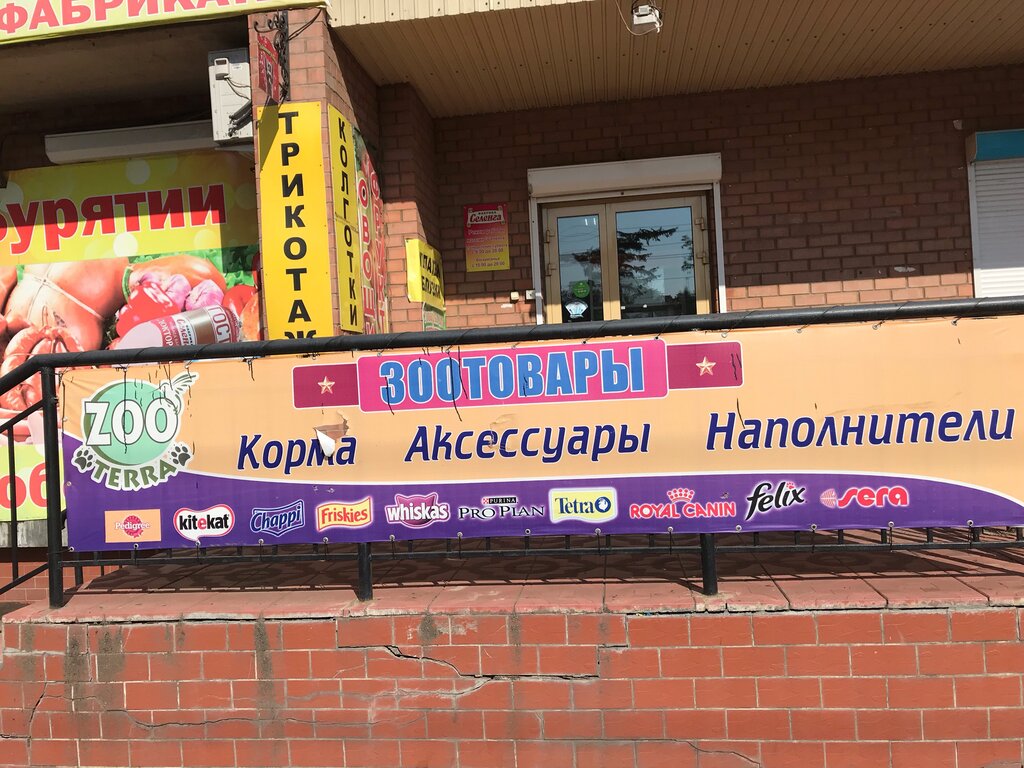 ФАБРИКА
Бурятии
ТРИКОТАЖ
КОЛГОТКИ
Селенга
ЗООТОВАРЫ
ZOO
TERRA
Корма Аксессуары Наполнители
Pedigree kitekat Chappi Friskies whiskas PURINA PRO PLAN Tetra ROYAL CANIN felix sera